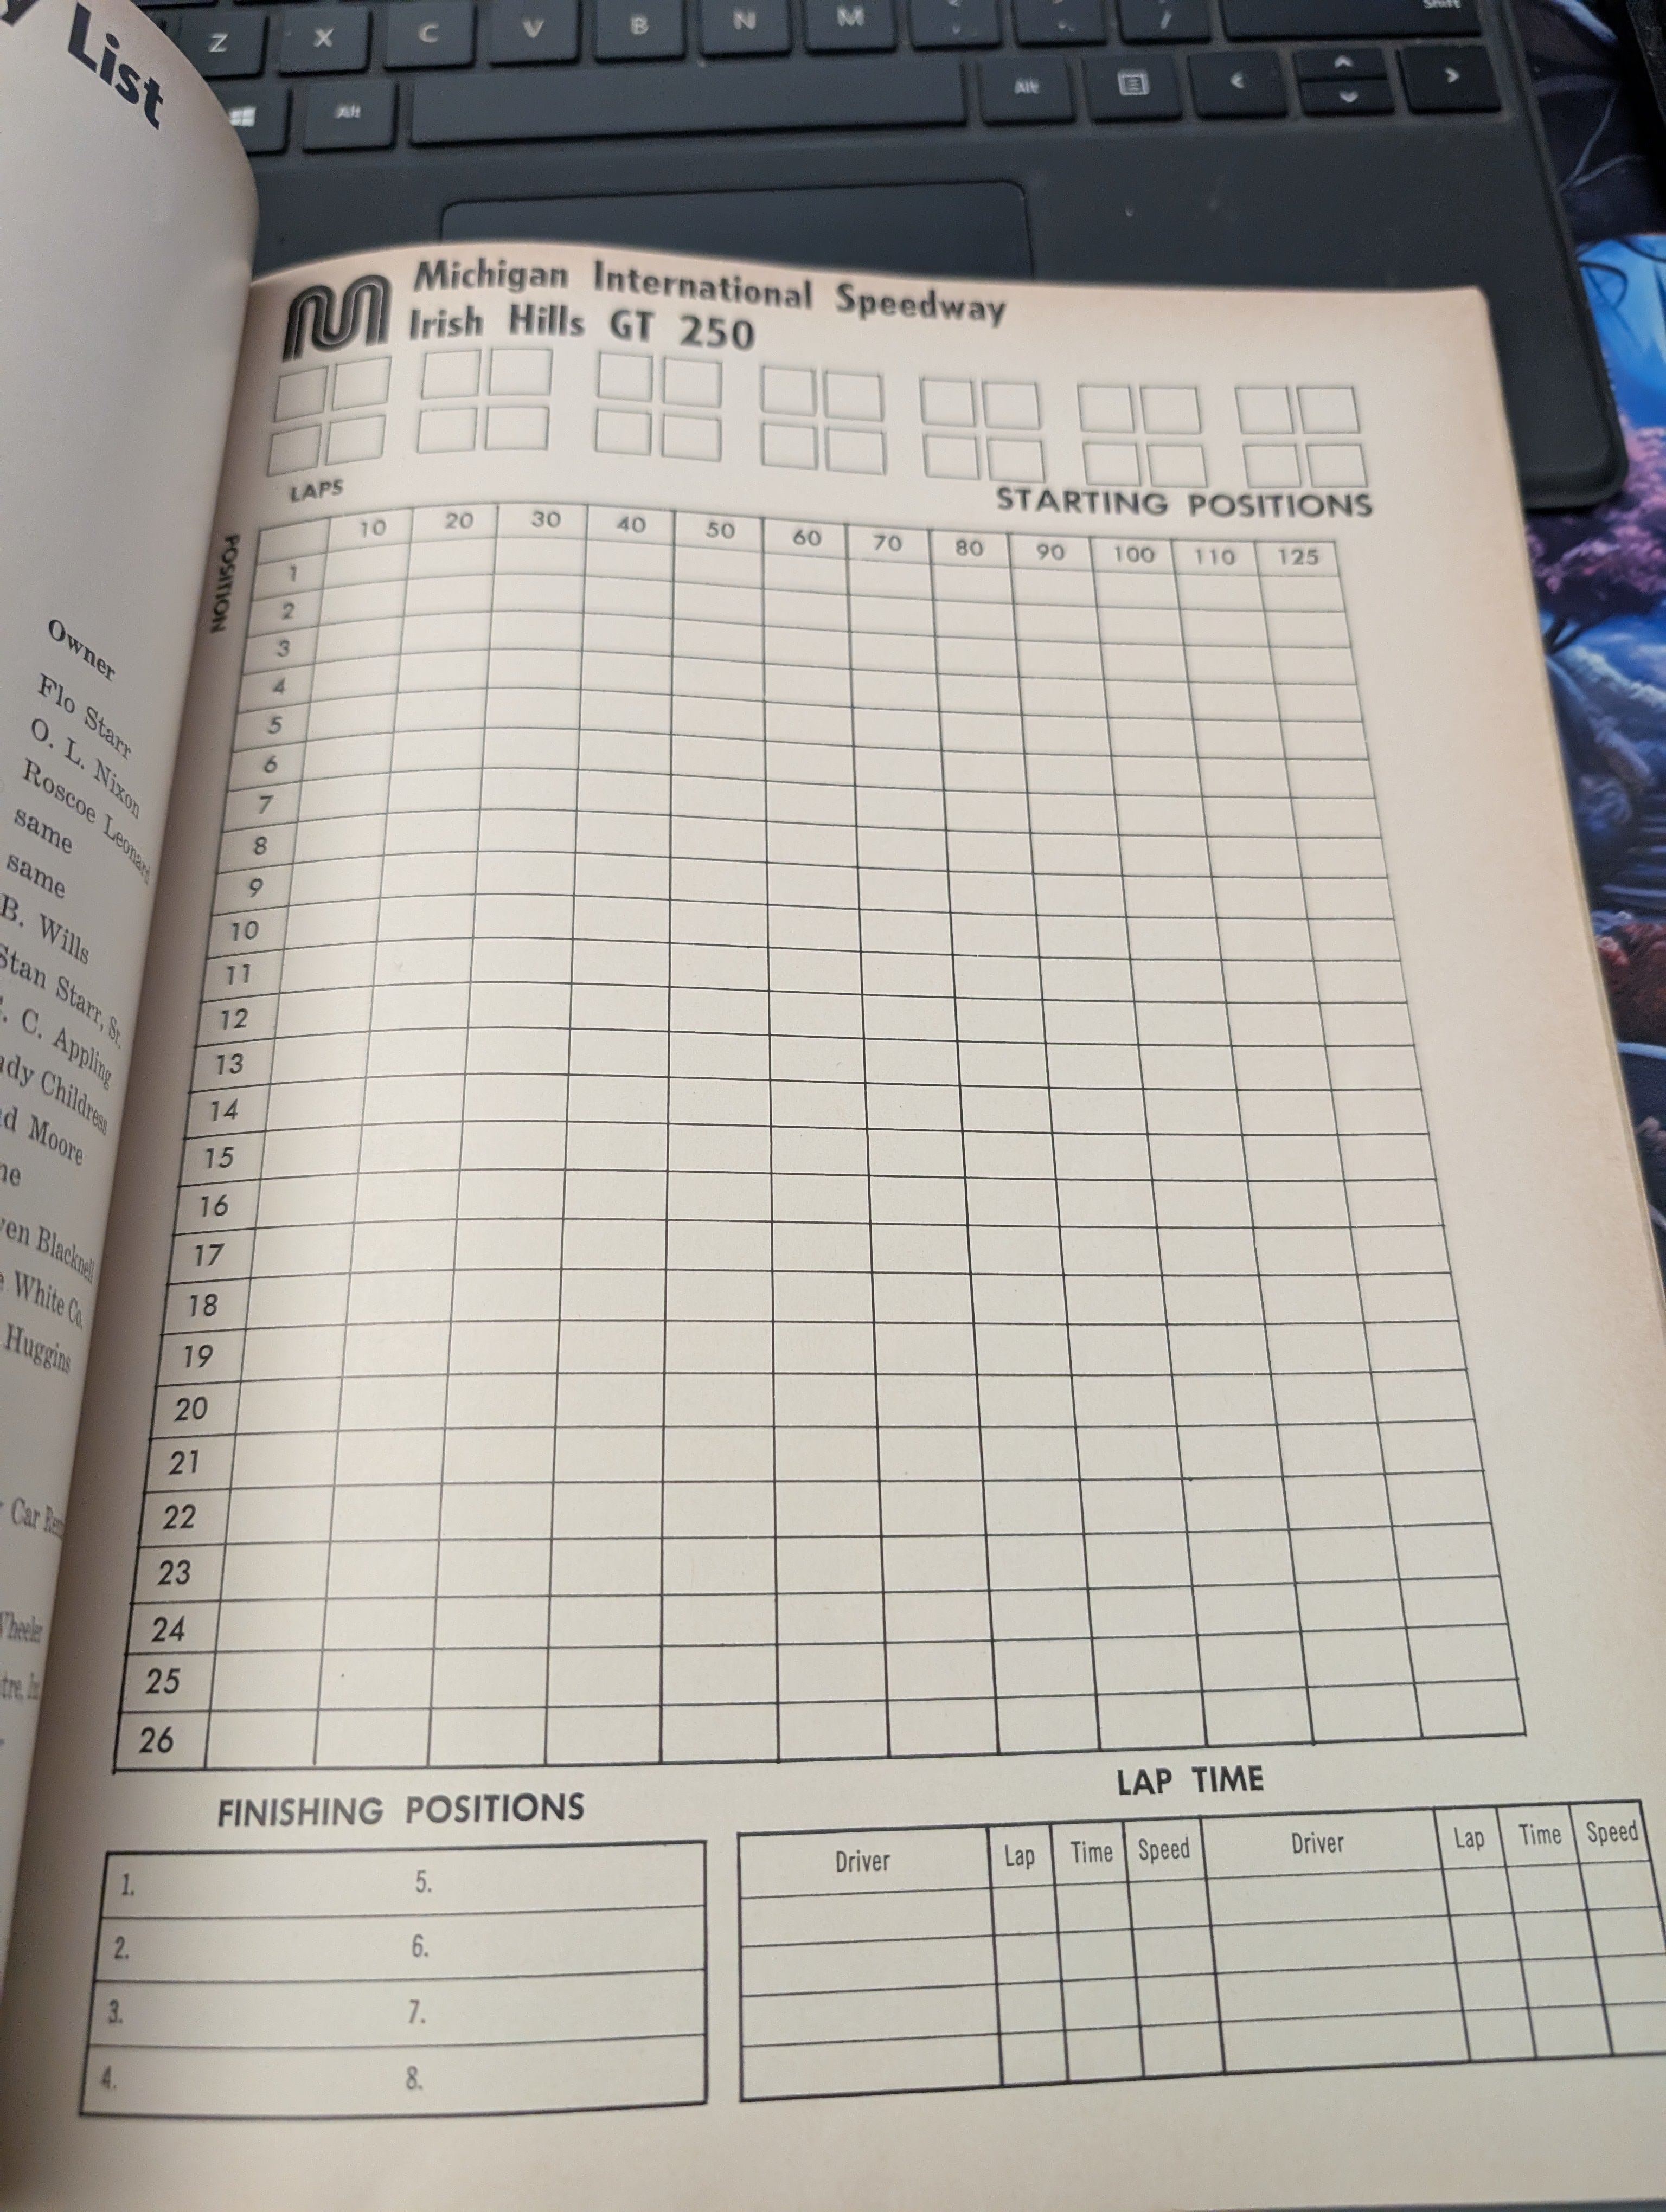 Z X C V B N M Shift
Alt Alt
List
Owner
Flo Starr
O. L. Nixon
Roscoe Leonard
same
same
B. Wills
Stan Starr, Sr.
C. Appling
Childress
Moore
Blacknell
White Co.
Huggins
Car
Wheeler
Michigan International Speedway
Irish Hills GT 250
STARTING POSITIONS
LAPS
POSITION
10 20 30 40 50 60 70 80 90 100 110 125
1
2
3
4
5
6
7
8
9
10
11
12
13
14
15
16
17
18
19
20
21
22
23
24
25
26
FINISHING POSITIONS
1. 5.
2. 6.
3. 7.
4. 8.
LAP TIME
Driver Lap Time Speed Driver Lap Time Speed